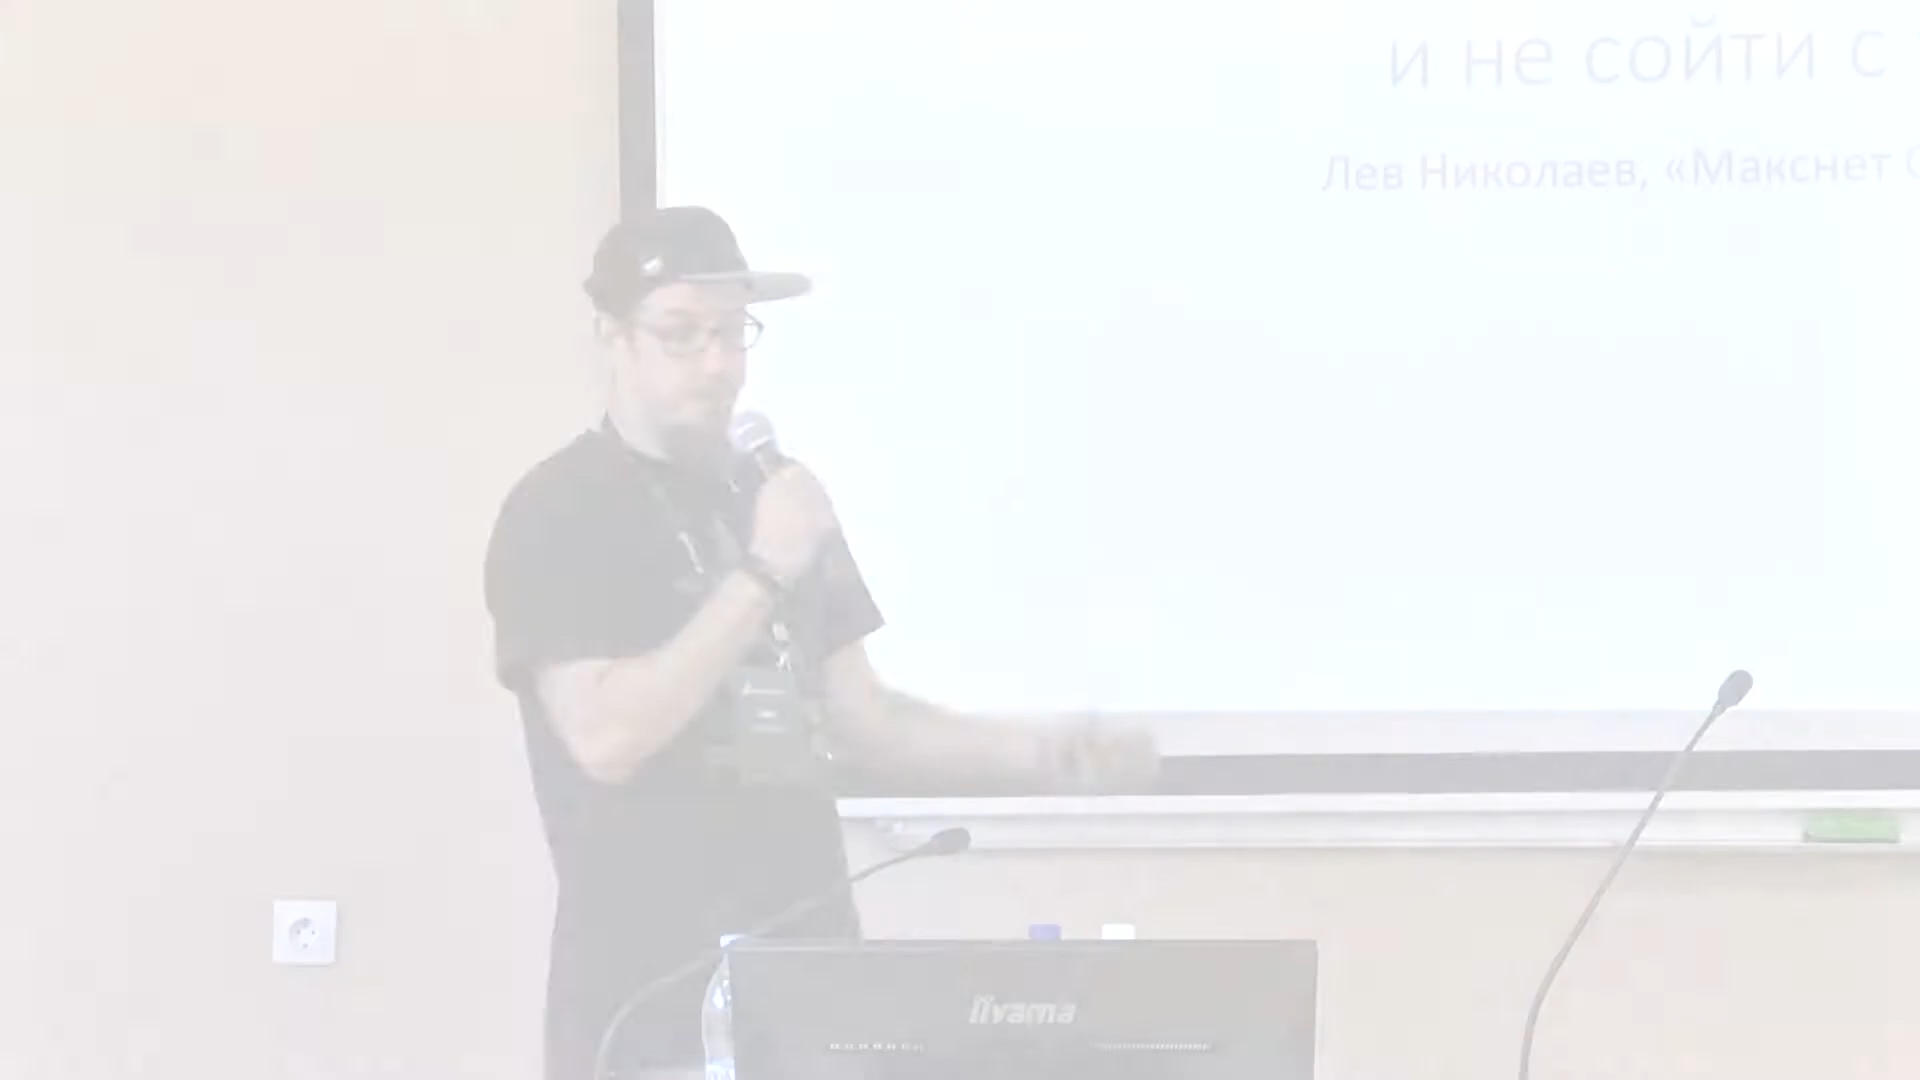 и не сойти с
Лев Николаев, «Макснет
iiyama